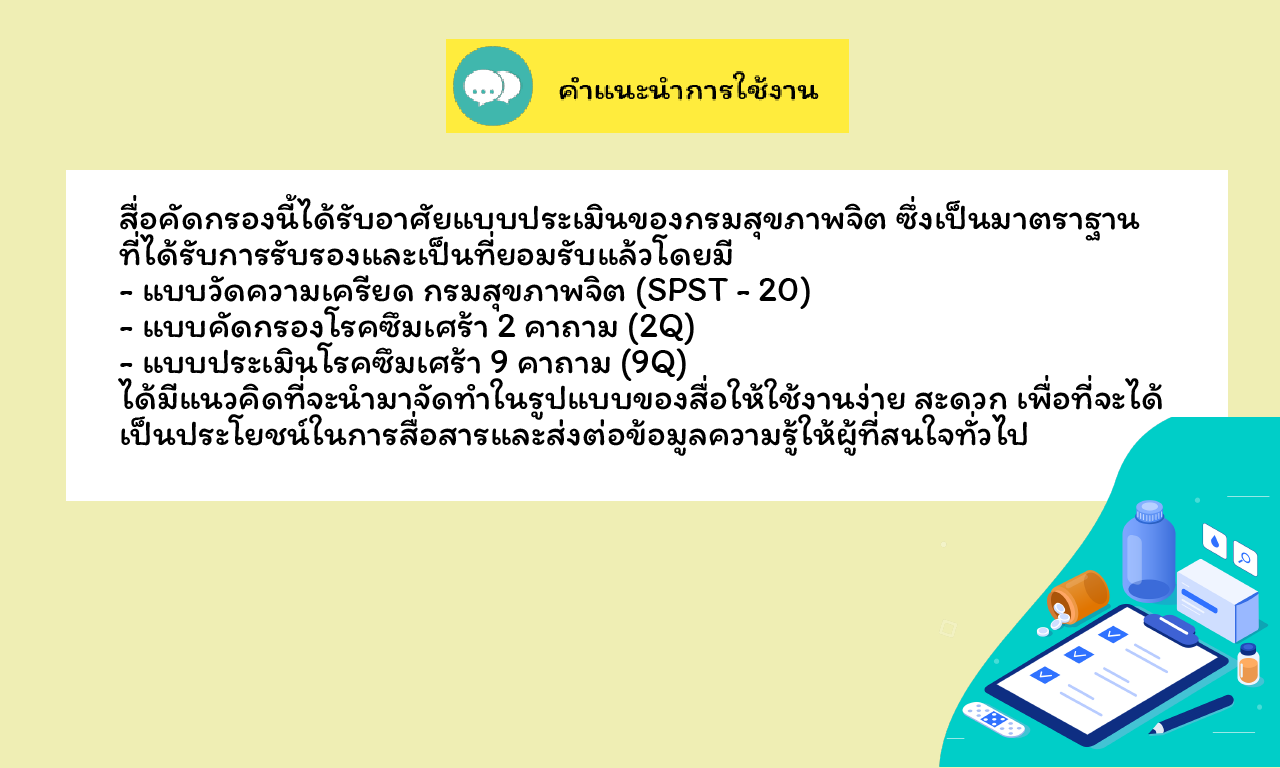 คำแนะนำการใช้งาน
สื่อคัดกรองนี้ได้รับอาศัยแบบประเมินของกรมสุขภาพจิต ซึ่งเป็นมาตราฐาน
ที่ได้รับการรับรองและเป็นที่ยอมรับแล้วโดยมี
- แบบวัดความเครียด กรมสุขภาพจิต (SPST - 20)
- แบบคัดกรองโรคซึมเศร้า 2 คาถาม (2Q)
- แบบประเมินโรคซึมเศร้า 9 คาถาม (9Q)
ได้มีแนวคิดที่จะนำมาจัดทำในรูปแบบของสื่อให้ใช้งานง่าย สะดวก เพื่อที่จะได้
เป็นประโยชน์ในการสื่อสารและส่งต่อข้อมูลความรู้ให้ผู้ที่สนใจทั่วไป